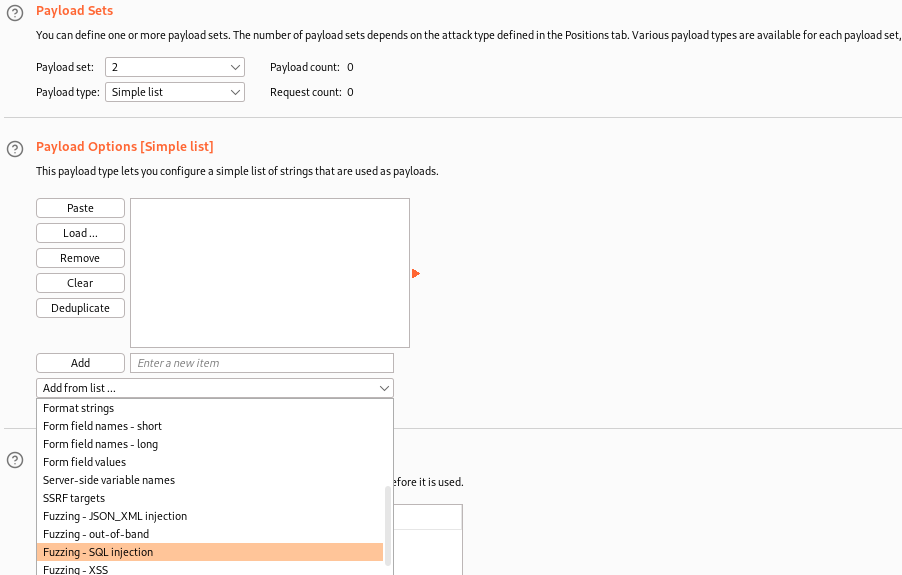 Payload Sets
You can define one or more payload sets. The number of payload sets depends on the attack type defined in the Positions tab. Various payload types are available for each payload set,
Payload set: 2 Payload count: 0
Payload type: Simple list Request count: 0
Payload Options [Simple list]
This payload type lets you configure a simple list of strings that are used as payloads.
Paste
Load ...
Remove
Clear
Deduplicate
Add Enter a new item
Add from list ...
Format strings
Form field names - short
Form field names - long
Form field values
Server-side variable names
efore it is used.
SSRF targets
Fuzzing - JSON_XML injection
Fuzzing - out-of-band
Fuzzing - SQL injection
Fuzzing - XSS